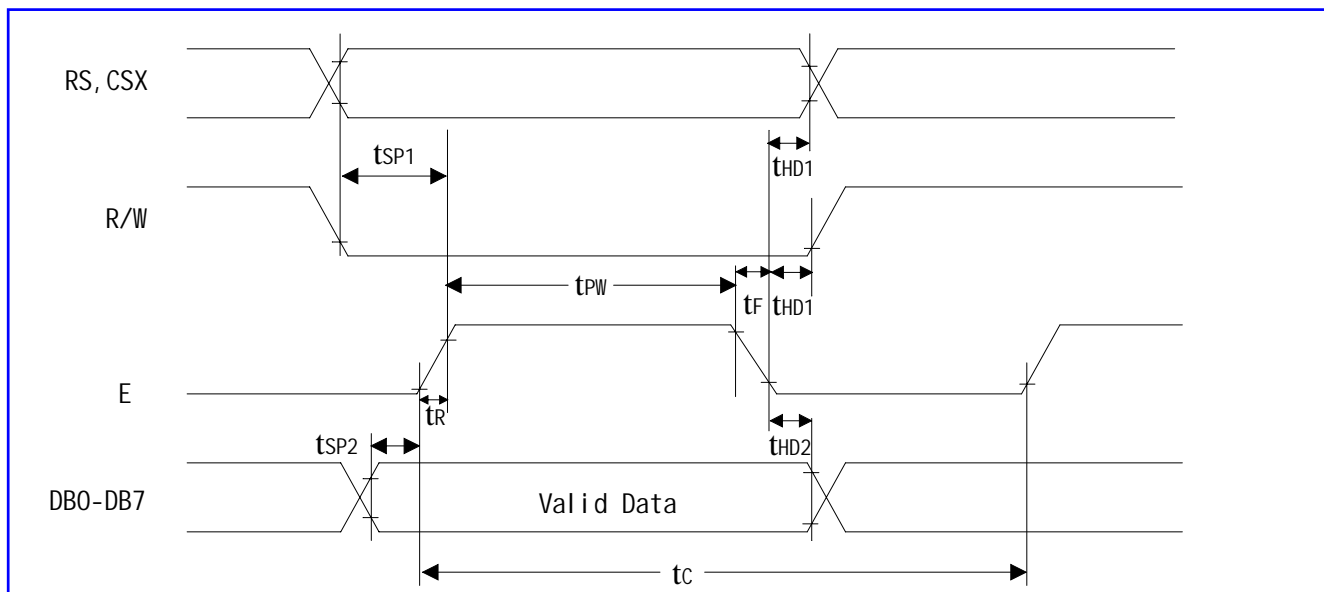 RS, CSX
tSP1
tHD1
R/W
tPW
tF
tHD1
E
tR
tSP2
tHD2
DB0-DB7
Valid Data
tC